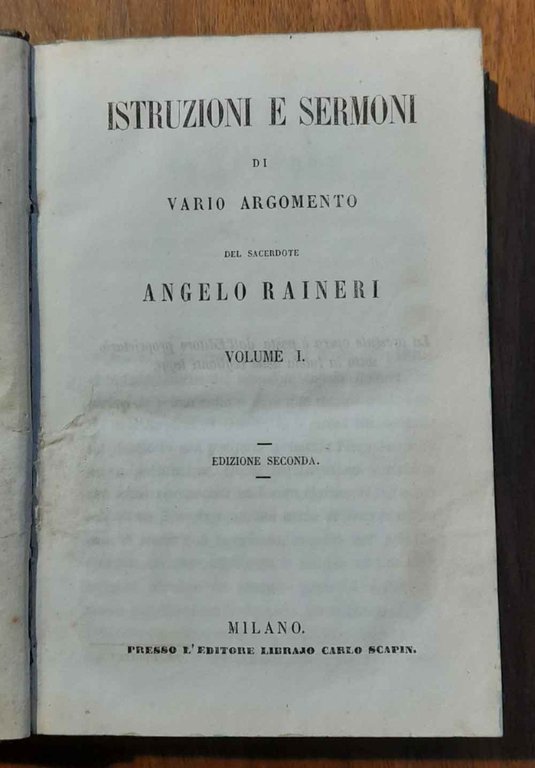 ISTRUZIONI E SERMONI
DI
VARIO ARGOMENTO
DEL SACERDOTE
ANGELO RAINERI
VOLUME I.
EDIZIONE SECONDA.
MILANO.
PRESSO L'EDITORE LIBRAJO CARLO SCAPIN.